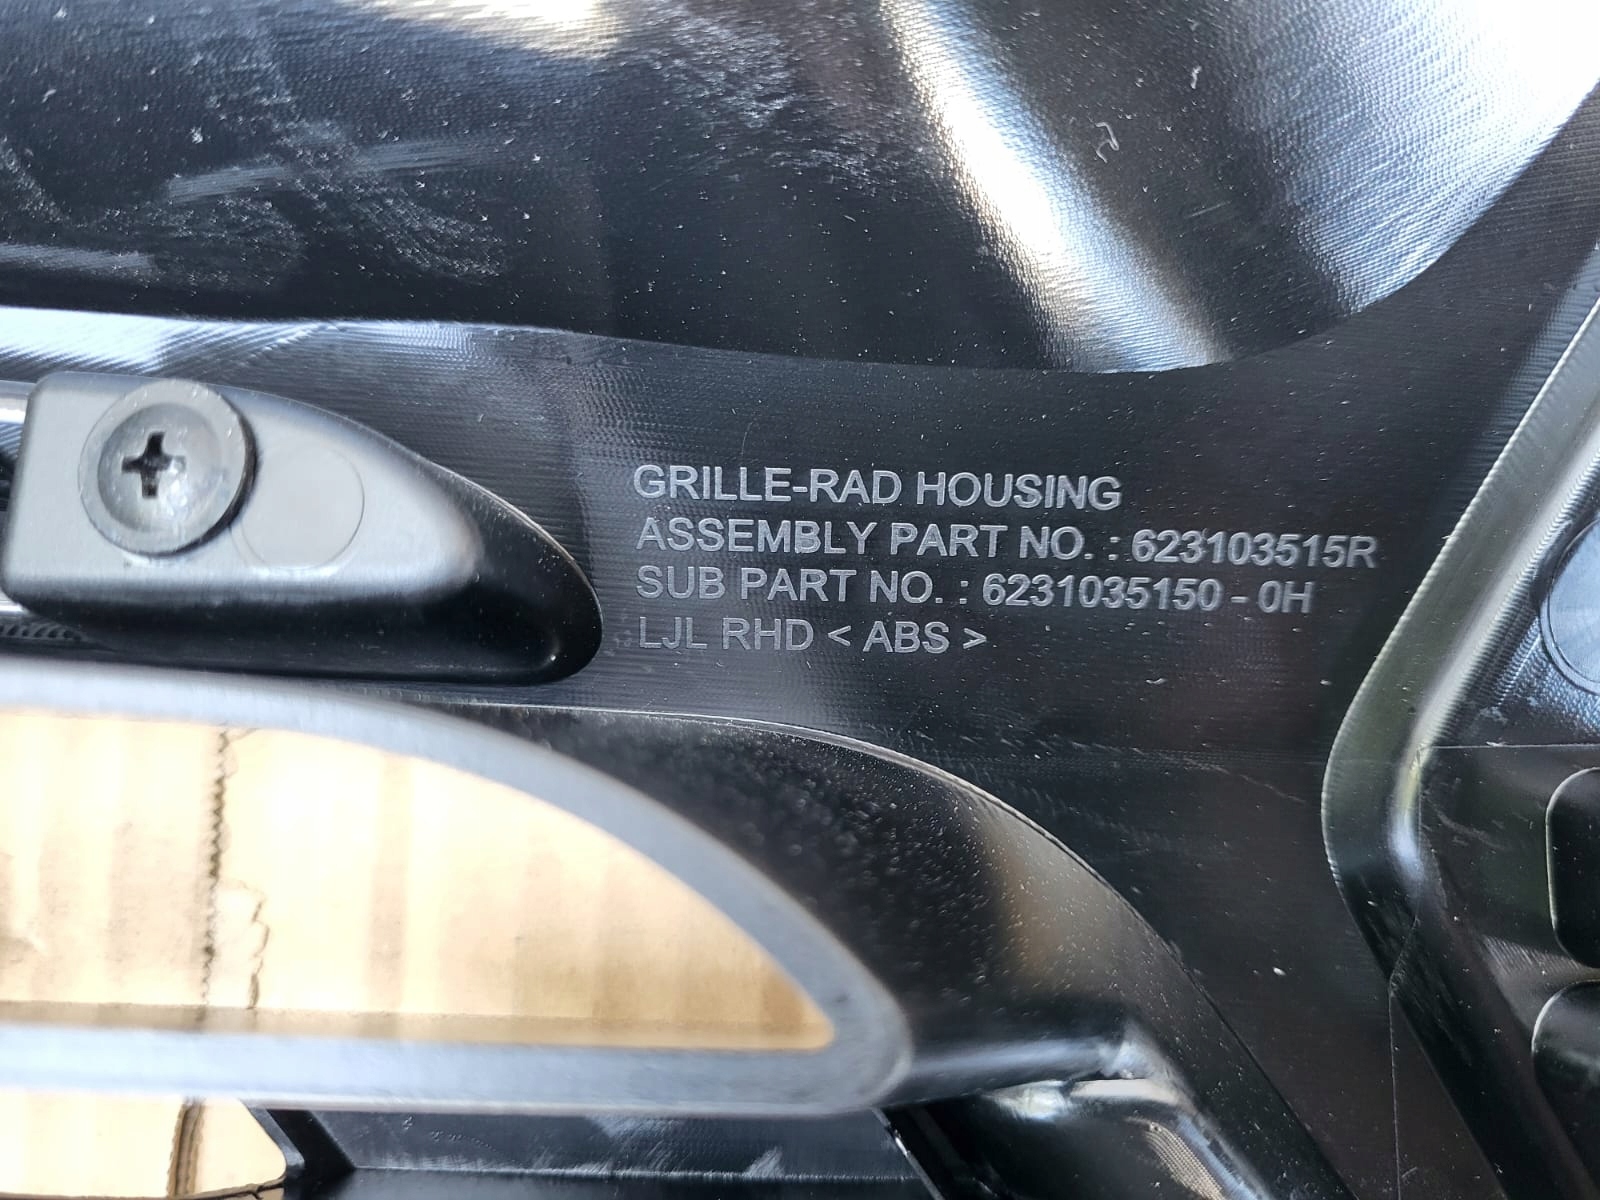 GRILLE-RAD HOUSING
ASSEMBLY PART NO. : 623103515R
SUB PART NO. : 6231035150 - 0H
LJL RHD < ABS >